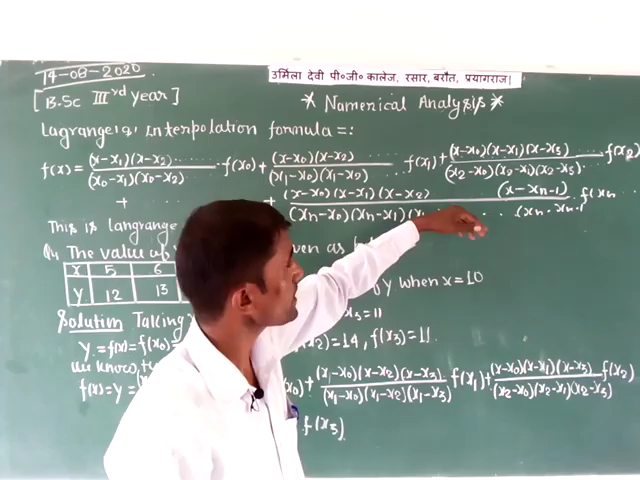 14-08-2020
उर्मिला देवी पी०जी० कालेज, रसार, बरौत, प्रयागराज।
[B.Sc IIIrd year]
* Numerical Analysis *
Lagrange's interpolation formula =:
f(x) = (x-x1)(x-x2)....... / (x0-x1)(x0-x2)....... · f(x0) + (x-x0)(x-x2)....... / (x1-x0)(x1-x2)....... f(x1) + (x-x0)(x-x1)(x-x3) / (x2-x0)(x2-x1)(x2-x3)... f(x2)
+ ..... + (x-x0)(x-x1)(x-x2) (x-xn-1) / (xn-x0)(xn-x1) ... (xn-xn-1) f(xn
This is langrange
Q. The value of given as
X 5 6
Y 12 13
of Y when x=10
Solution Taking x3=11
Y = f(x) = f(x0) = x2)=14, f(x3)=11.
we know
f(x)=Y= x0) + (x-x0)(x-x2)(x-x3) / (x1-x0)(x1-x2)(x1-x3) f(x1) + (x-x0)(x-x1)(x-x3) / (x2-x0)(x2-x1)(x2-x3) f(x2)
f(x3)